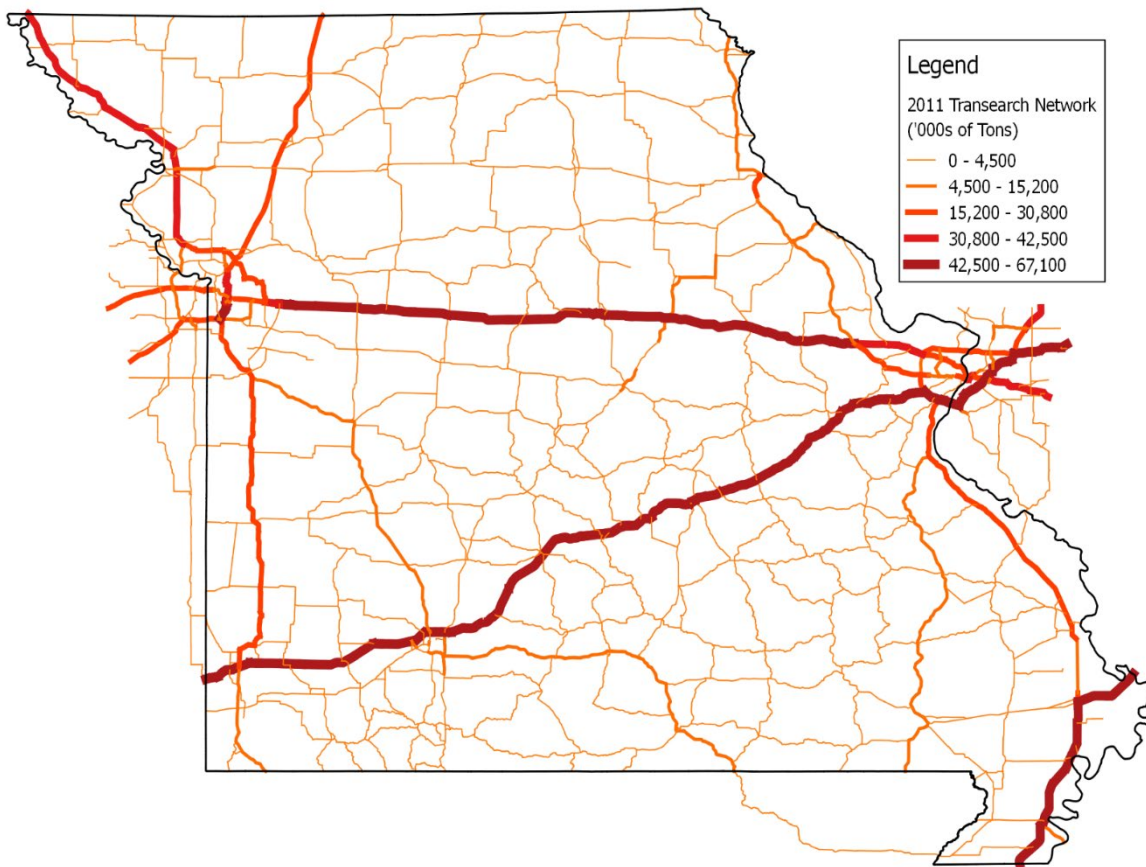 Legend
2011 Transearch Network
('000s of Tons)
0 - 4,500
4,500 - 15,200
15,200 - 30,800
30,800 - 42,500
42,500 - 67,100